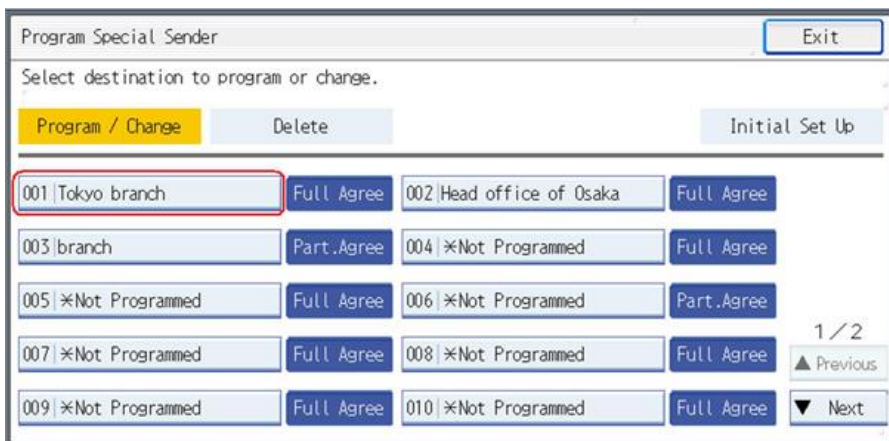 Program Special Sender Exit
Select destination to program or change.
Program / Change Delete Initial Set Up
001 Tokyo branch Full Agree 002 Head office of Osaka Full Agree
003 branch Part.Agree 004 ✳Not Programmed Full Agree
005 ✳Not Programmed Full Agree 006 ✳Not Programmed Part.Agree
1/2
007 ✳Not Programmed Full Agree 008 ✳Not Programmed Full Agree ▲ Previous
009 ✳Not Programmed Full Agree 010 ✳Not Programmed Full Agree ▼ Next